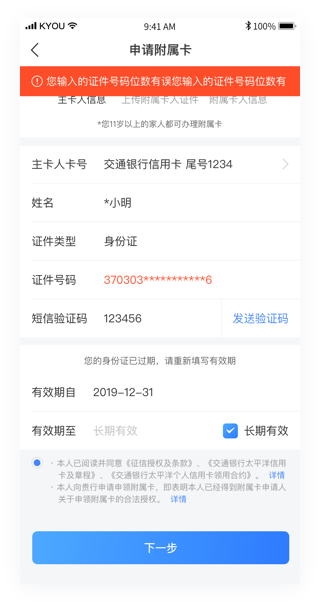 KYOU
9:41 AM
100%
申请附属卡
您输入的证件号码位数有误您输入的证件号码位数有
主卡人信息 上传附属卡人证件 附属卡人信息
*您11岁以上的家人都可办理附属卡
主卡人卡号 交通银行信用卡 尾号1234
姓名 *小明
证件类型 身份证
证件号码 370303***********6
短信验证码 123456 发送验证码
您的身份证已过期，请重新填写有效期
有效期自 2019-12-31
有效期至 长期有效 长期有效
· 本人已阅读并同意《征信授权及条款》、《交通银行太平洋信用
卡及章程》、《交通银行太平洋个人信用卡领用合约》。 详情
· 本人向贵行申请申领附属卡，即表明本人已经得到附属卡申请人
关于申领附属卡的合法授权。 详情
下一步